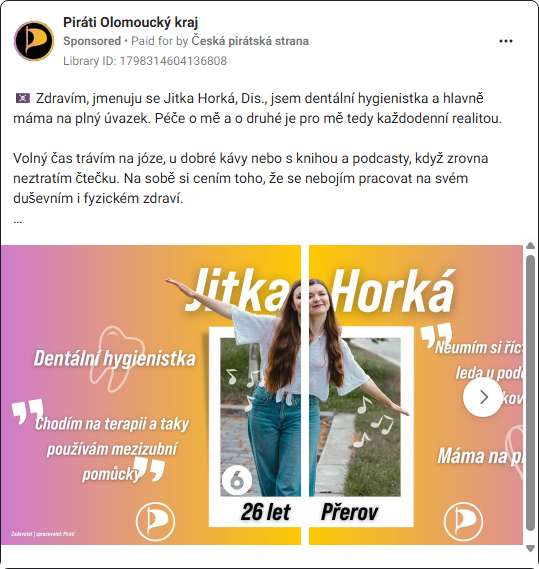 Piráti Olomoucký kraj
Sponsored • Paid for by Česká pirátská strana
Library ID: 1798314604136808
Zdravím, jmenuju se Jitka Horká, Dis., jsem dentální hygienistka a hlavně
máma na plný úvazek. Péče o mě a o druhé je pro mě tedy každodenní realitou.
Volný čas trávím na józe, u dobré kávy nebo s knihou a podcasty, když zrovna
neztratím čtečku. Na sobě si cením toho, že se nebojím pracovat na svém
duševním i fyzickém zdraví.
...
Jitka Horká
Dentální hygienistka
"Chodím na terapii a taky
používám mezizubní
pomůcky"
6
26 let
Přerov
Zadavatel | zpracovatel: Piráti
"Neumím si říc
leda u pod
kov
Máma na pl